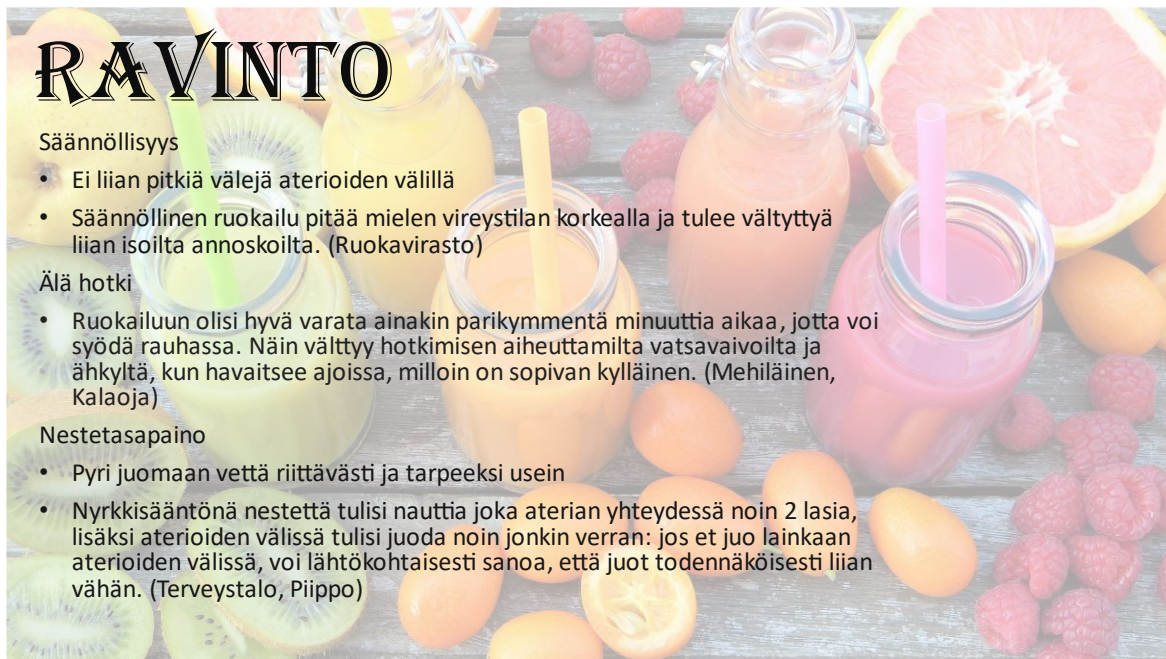 RAVINTO
Säännöllisyys
• Ei liian pitkiä välejä aterioiden välillä
• Säännöllinen ruokailu pitää mielen vireystilan korkealla ja tulee vältyttyä
liian isoilta annoskoilta. (Ruokavirasto)
Älä hotki
• Ruokailuun olisi hyvä varata ainakin parikymmentä minuuttia aikaa, jotta voi
syödä rauhassa. Näin välttyy hotkimisen aiheuttamilta vatsavaivoilta ja
ähkyltä, kun havaitsee ajoissa, milloin on sopivan kylläinen. (Mehiläinen,
Kalaoja)
Nestetasapaino
• Pyri juomaan vettä riittävästi ja tarpeeksi usein
• Nyrkkisääntönä nestettä tulisi nauttia joka aterian yhteydessä noin 2 lasia,
lisäksi aterioiden välissä tulisi juoda noin jonkin verran: jos et juo lainkaan
aterioiden välissä, voi lähtökohtaisesti sanoa, että juot todennäköisesti liian
vähän. (Terveystalo, Piippo)